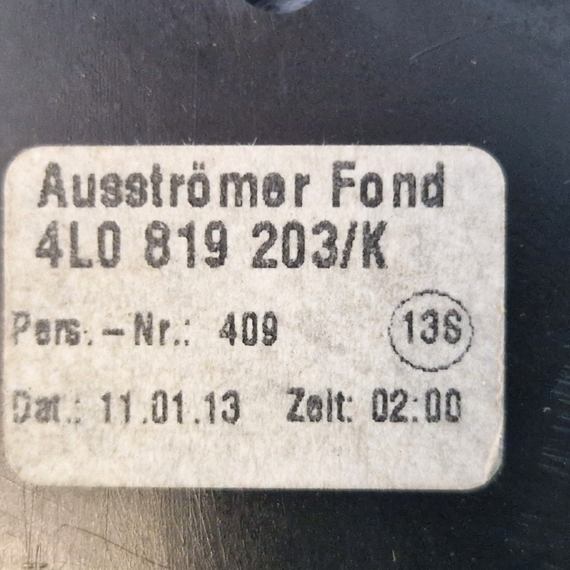 Ausströmer Fond
4L0 819 203/K
Pers.-Nr.: 409
136
Dat.: 11.01.13 Zeit: 02:00